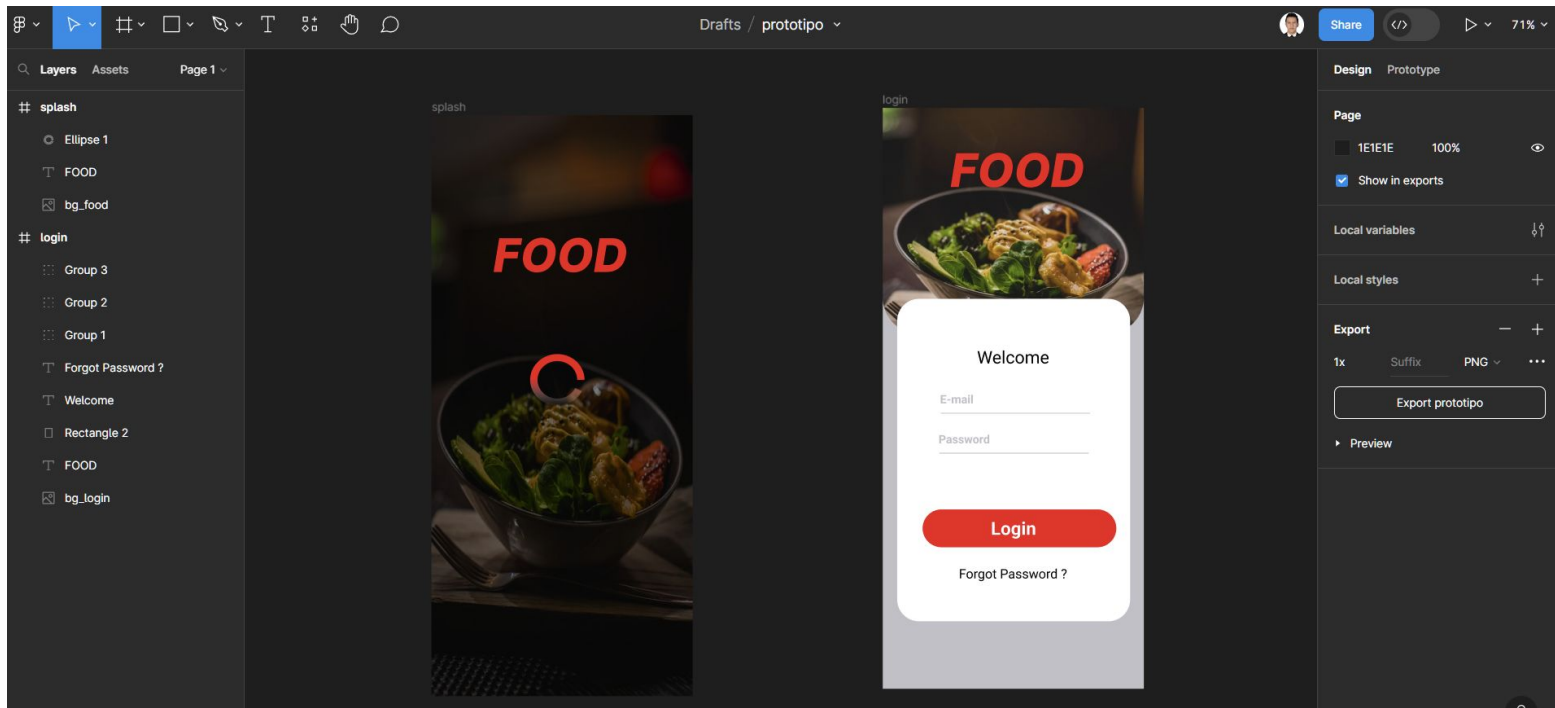 Drafts / prototipo
Share
</>
71%
Layers Assets Page 1
splash
Ellipse 1
FOOD
bg_food
login
Group 3
Group 2
Group 1
Forgot Password ?
Welcome
Rectangle 2
FOOD
bg_login
splash
FOOD
login
FOOD
Welcome
E-mail
Password
Login
Forgot Password ?
Design Prototype
Page
1E1E1E 100%
Show in exports
Local variables
Local styles
Export
1x Suffix PNG
Export prototipo
Preview